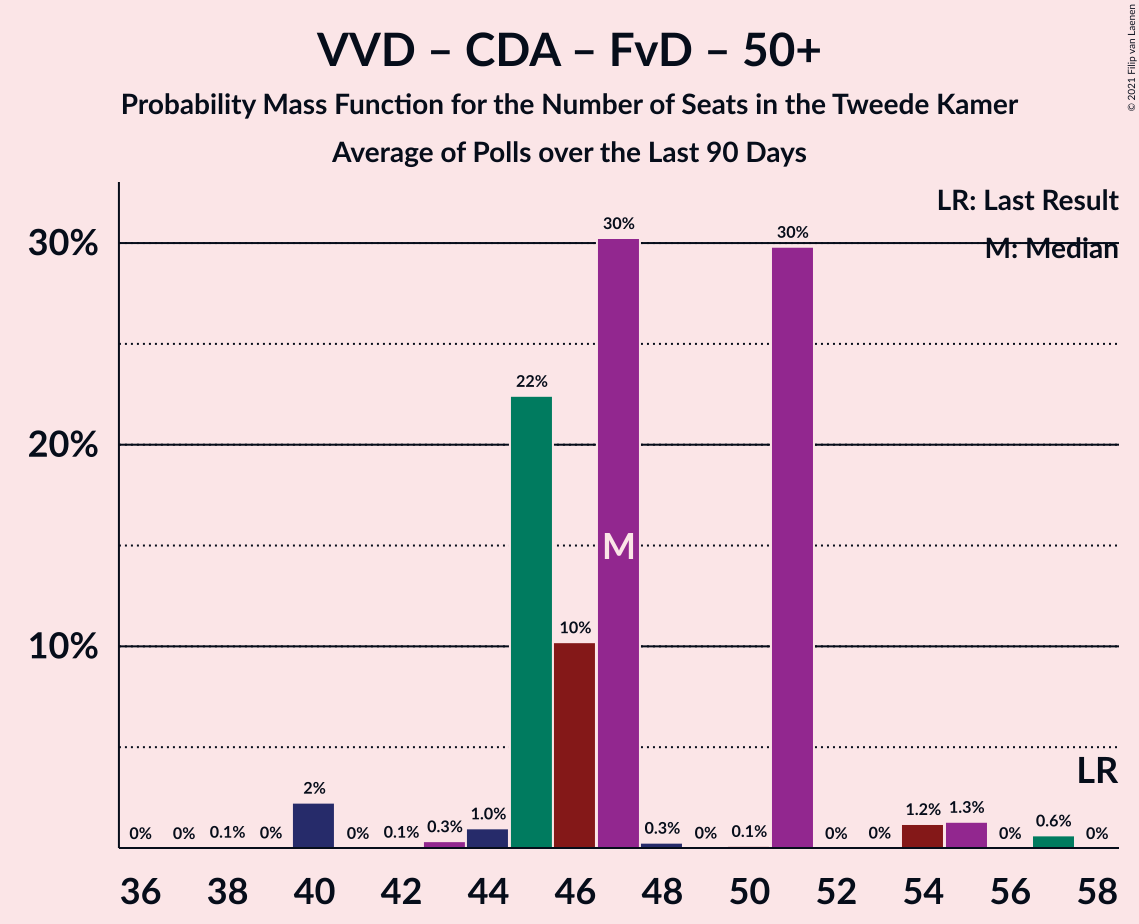 VVD – CDA – FvD – 50+
Probability Mass Function for the Number of Seats in the Tweede Kamer
Average of Polls over the Last 90 Days
© 2021 Filip van Laenen
LR: Last Result
M: Median
30%
20%
10%
0% 0% 0.1% 0% 2% 0% 0.1% 0.3% 1.0% 22% 10% 30% 0.3% 0% 0.1% 30% 0% 0% 1.2% 1.3% 0% 0.6% 0%
M
LR
36 38 40 42 44 46 48 50 52 54 56 58